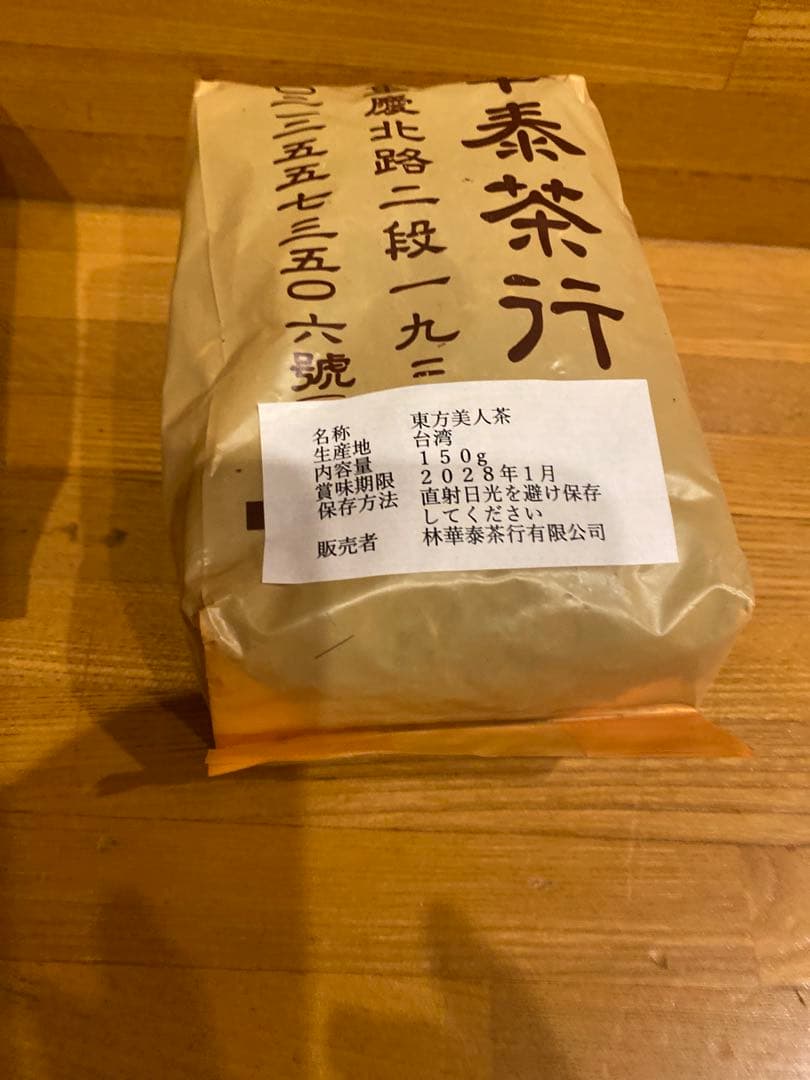 泰茶行
慶北路二段一九三
二二五五七三五〇六號
名称 東方美人茶
生産地 台湾
内容量 150g
賞味期限 2028年1月
保存方法 直射日光を避け保存
してください
販売者 林華泰茶行有限公司